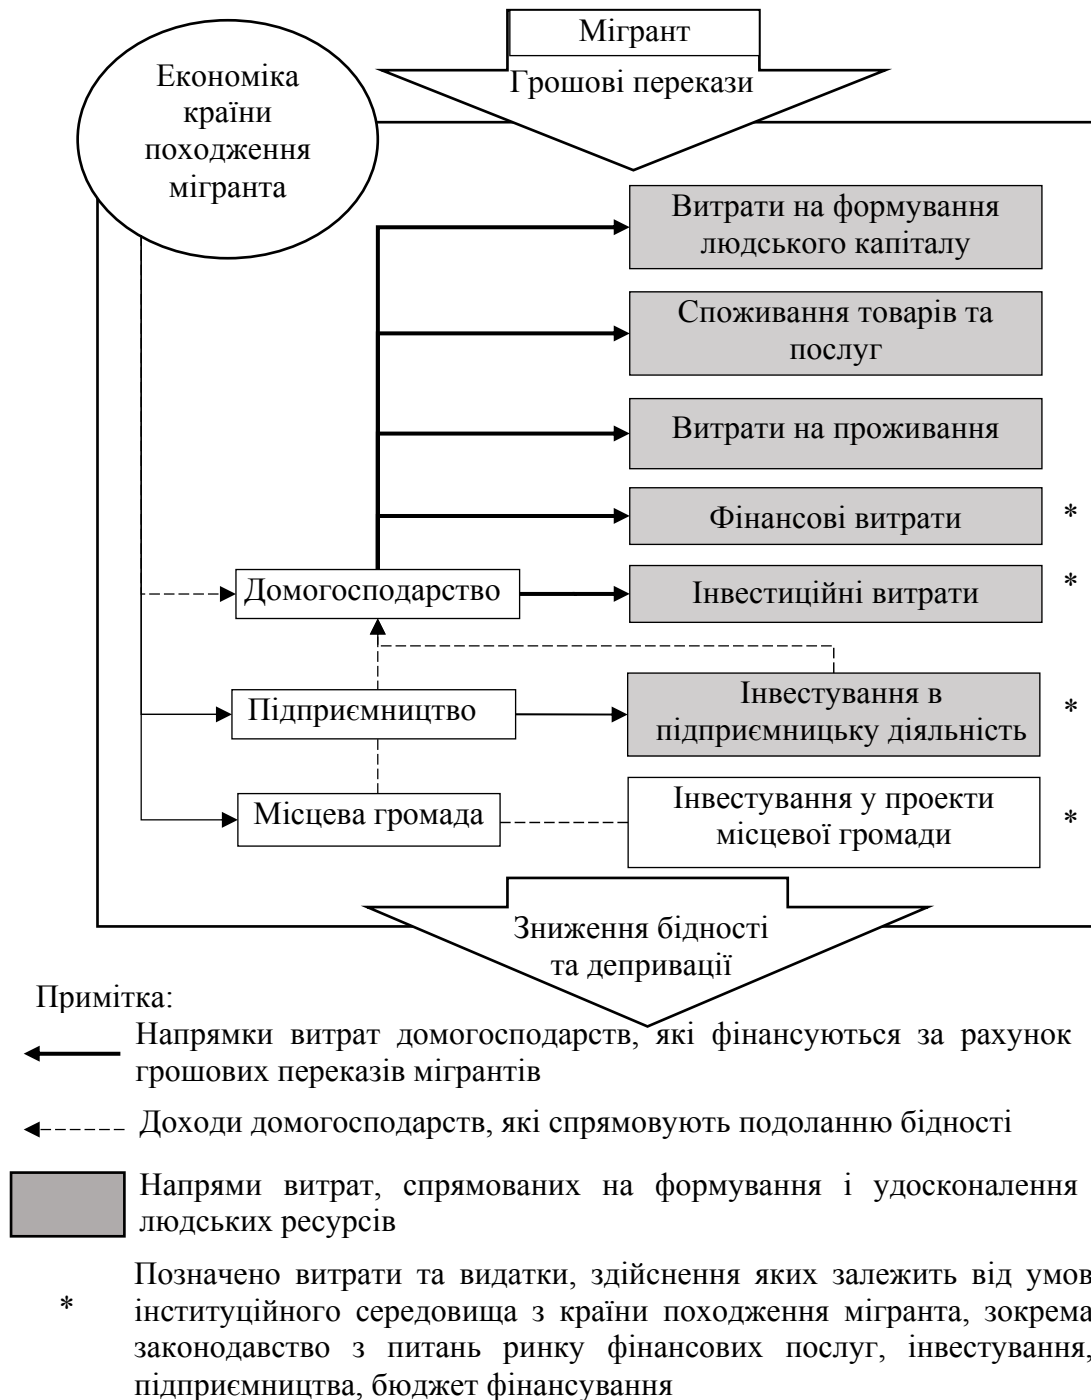 Мігрант
Грошові перекази
Економіка
країни
походження
мігранта
Витрати на формування
людського капіталу
Споживання товарів та
послуг
Витрати на проживання
Фінансові витрати *
Домогосподарство
Інвестиційні витрати *
Підприємництво
Інвестування в
підприємницьку діяльність *
Місцева громада
Інвестування у проекти
місцевої громади *
Зниження бідності
та депривації
Примітка:
Напрямки витрат домогосподарств, які фінансуються за рахунок
грошових переказів мігрантів
Доходи домогосподарств, які спрямовують подоланню бідності
Напрями витрат, спрямованих на формування і удосконалення
людських ресурсів
Позначено витрати та видатки, здійснення яких залежить від умов
* інституційного середовища з країни походження мігранта, зокрема
законодавство з питань ринку фінансових послуг, інвестування,
підприємництва, бюджет фінансування